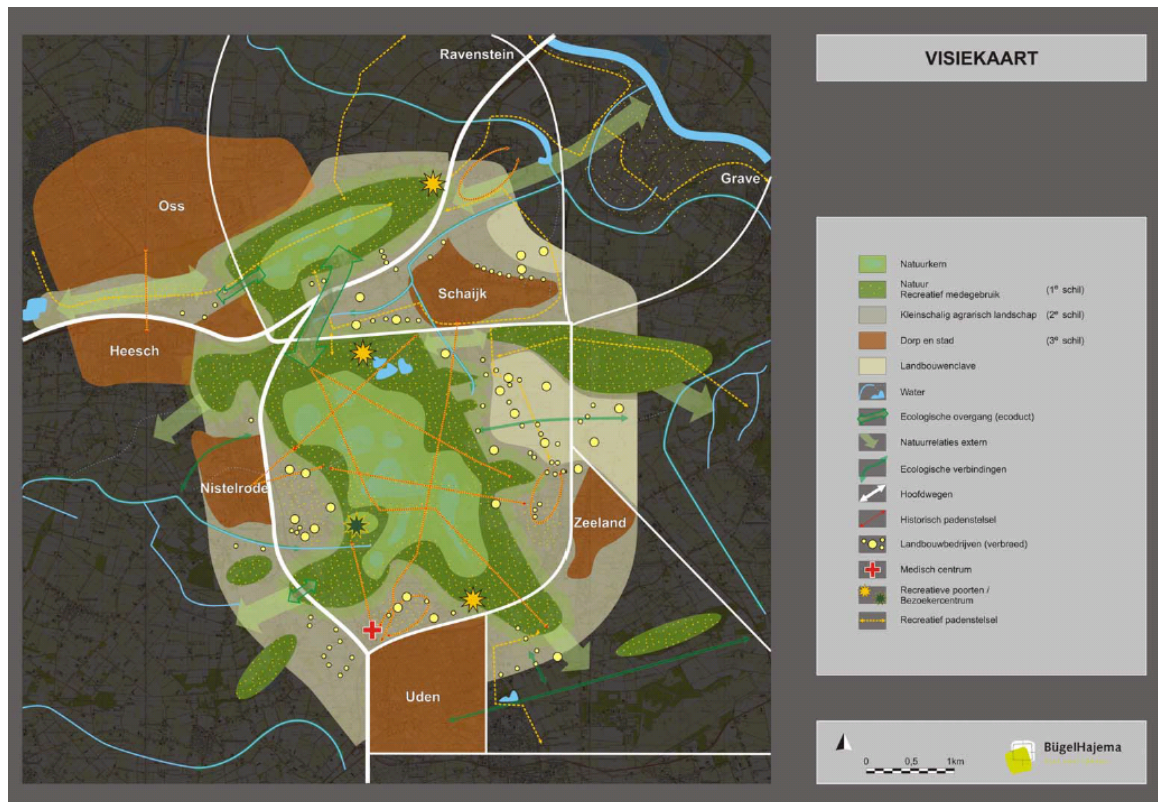 VISIEKAART
Ravenstein
Grave
Oss
Schaijk
Heesch
Nistelrode
Zeeland
Uden
Natuurkern
Natuur
Recreatief medegebruik (1e schil)
Kleinschalig agrarisch landschap (2e schil)
Dorp en stad (3e schil)
Landbouwenclave
Water
Ecologische overgang (ecoduct)
Natuurrelaties extern
Ecologische verbindingen
Hoofdwegen
Historisch padenstelsel
Landbouwbedrijven (verbreed)
Medisch centrum
Recreatieve poorten /
Bezoekercentrum
Recreatief padenstelsel
0 0,5 1km
BügelHajema